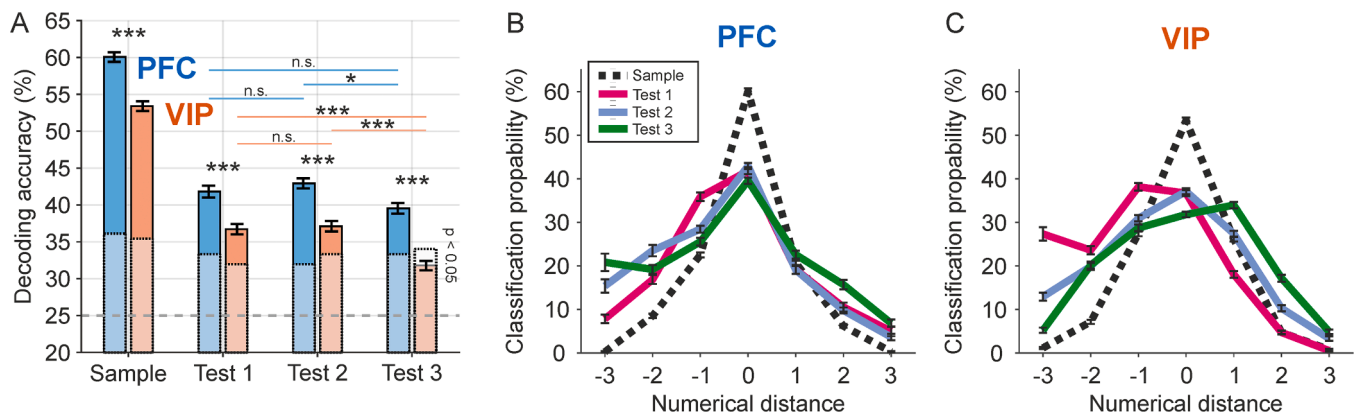 A
Decoding accuracy (%)
65
60
55
50
45
40
35
30
25
20
***
PFC
VIP
n.s.
*
n.s.
***
***
n.s.
***
***
***
p < 0.05
Sample
Test 1
Test 2
Test 3
B
PFC
Classification propability (%)
60
50
40
30
20
10
0
Sample
Test 1
Test 2
Test 3
-3
-2
-1
0
1
2
3
Numerical distance
C
VIP
Classification propability (%)
60
50
40
30
20
10
0
-3
-2
-1
0
1
2
3
Numerical distance